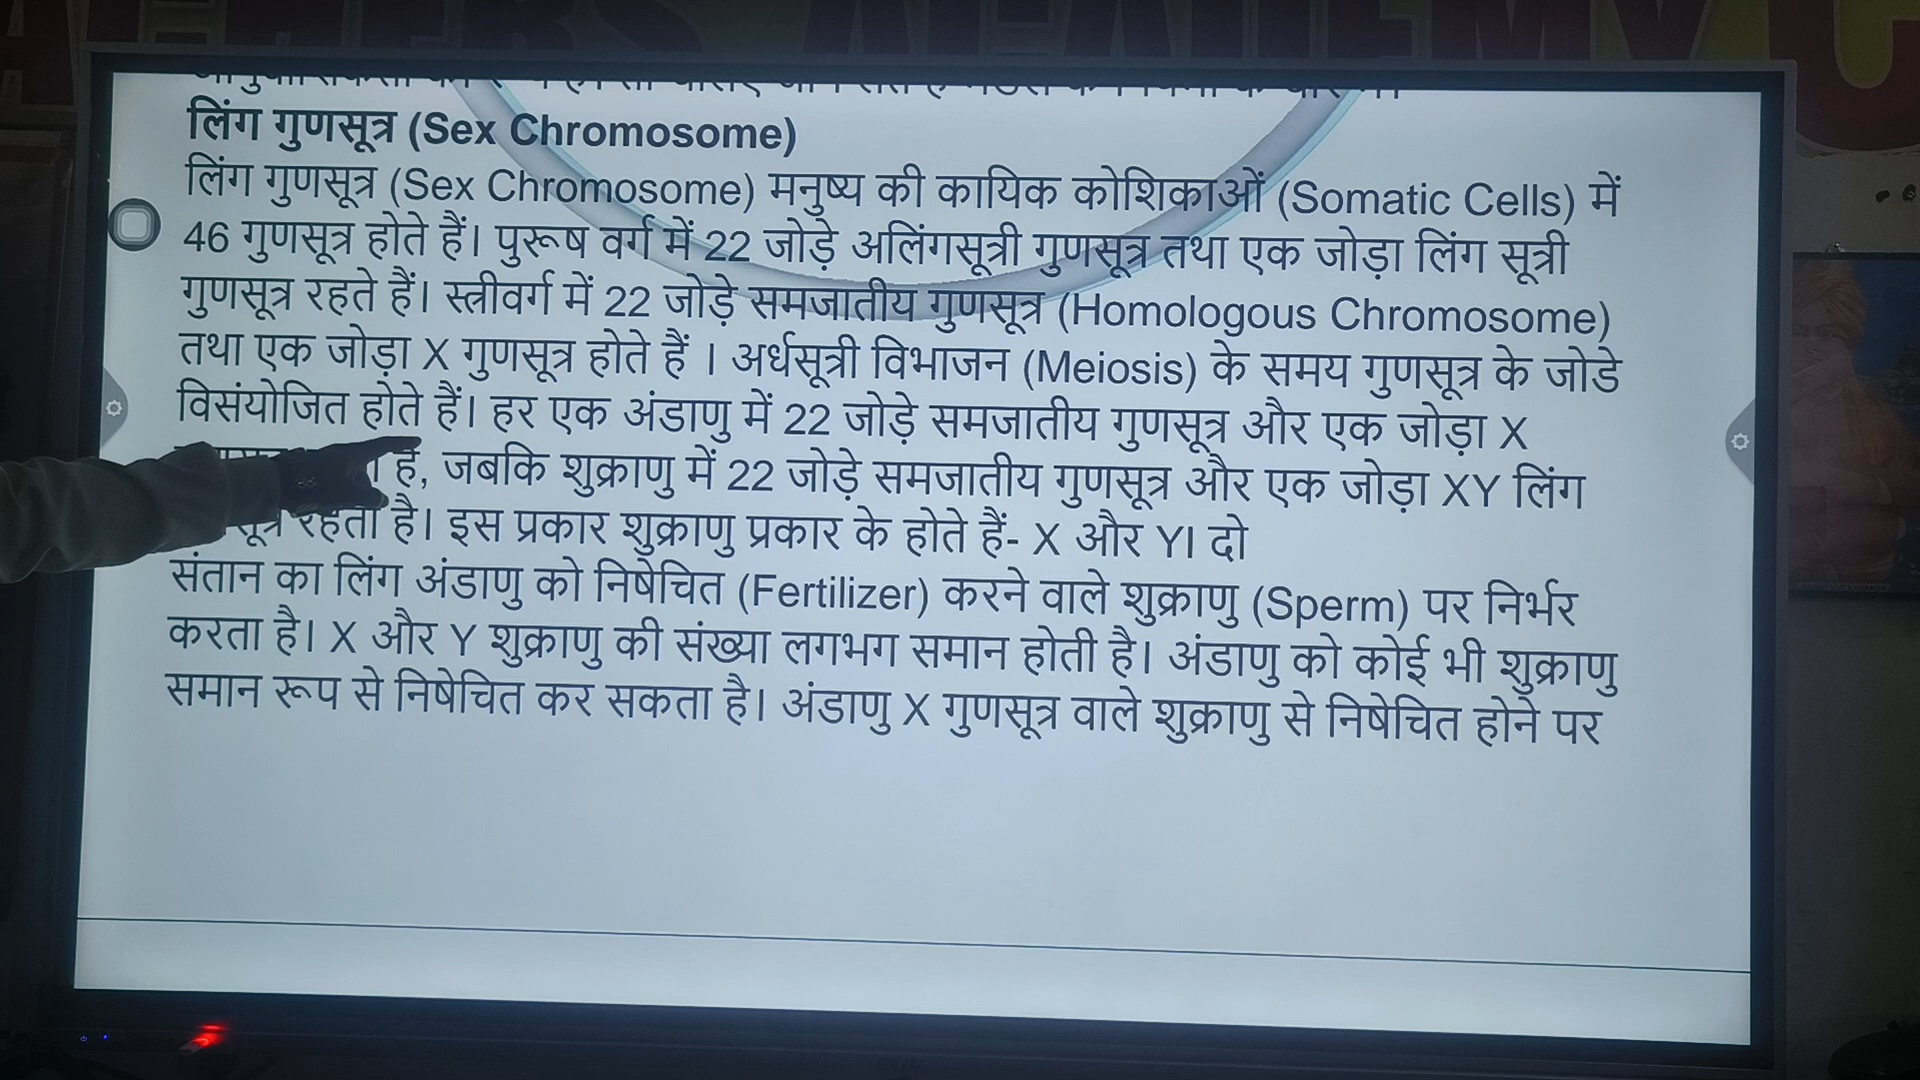 ACADEMY
लिंग गुणसूत्र (Sex Chromosome)
लिंग गुणसूत्र (Sex Chromosome) मनुष्य की कायिक कोशिकाओं (Somatic Cells) में
46 गुणसूत्र होते हैं। पुरूष वर्ग में 22 जोड़े अलिंगसूत्री गुणसूत्र तथा एक जोड़ा लिंग सूत्री
गुणसूत्र रहते हैं। स्त्रीवर्ग में 22 जोड़े समजातीय गुणसूत्र (Homologous Chromosome)
तथा एक जोड़ा X गुणसूत्र होते हैं । अर्धसूत्री विभाजन (Meiosis) के समय गुणसूत्र के जोडे
विसंयोजित होते हैं। हर एक अंडाणु में 22 जोड़े समजातीय गुणसूत्र और एक जोड़ा X
है, जबकि शुक्राणु में 22 जोड़े समजातीय गुणसूत्र और एक जोड़ा XY लिंग
रहता है। इस प्रकार शुक्राणु प्रकार के होते हैं- X और YI दो
संतान का लिंग अंडाणु को निषेचित (Fertilizer) करने वाले शुक्राणु (Sperm) पर निर्भर
करता है। X और Y शुक्राणु की संख्या लगभग समान होती है। अंडाणु को कोई भी शुक्राणु
समान रूप से निषेचित कर सकता है। अंडाणु X गुणसूत्र वाले शुक्राणु से निषेचित होने पर